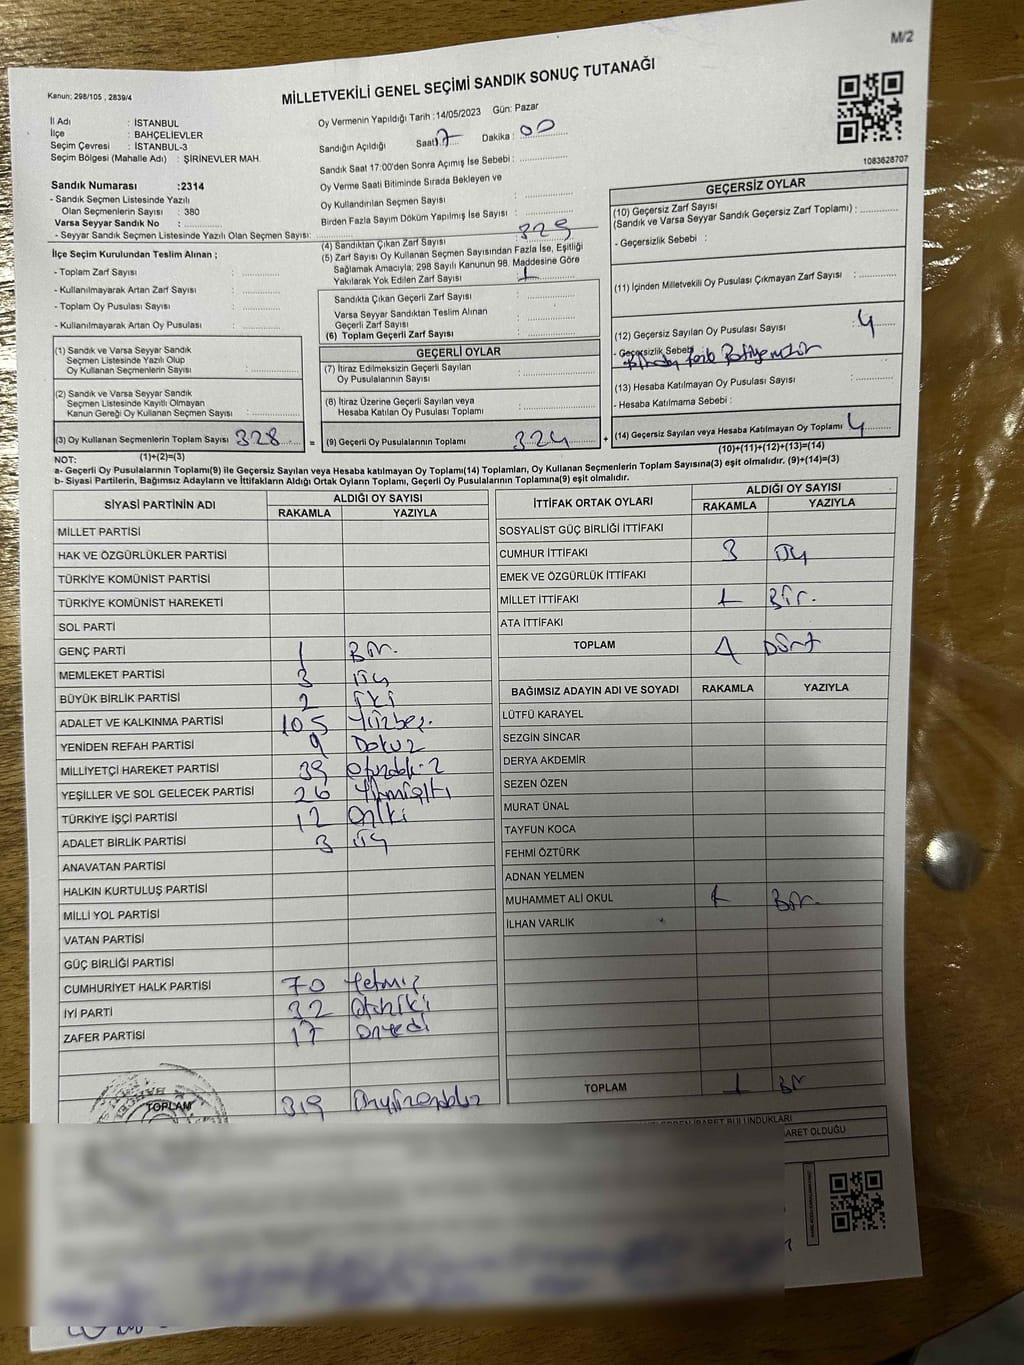 M/2
Kanun; 298/105 , 2839/4
MİLLETVEKİLİ GENEL SEÇİMİ SANDIK SONUÇ TUTANAĞI
İl Adı : İSTANBUL
İlçe : BAHÇELİEVLER
Seçim Çevresi : İSTANBUL-3
Seçim Bölgesi (Mahalle Adı) : ŞİRİNEVLER MAH.
Oy Vermenin Yapıldığı Tarih :14/05/2023 Gün: Pazar
Sandığın Açıldığı Saat: 17 Dakika : 00
Sandık Saat 17:00'den Sonra Açımış İse Sebebi :
Oy Verme Saati Bitiminde Sırada Bekleyen ve
Oy Kullandırılan Seçmen Sayısı :
Birden Fazla Sayım Döküm Yapılmış İse Sayısı :
1083628707
Sandık Numarası :2314
- Sandık Seçmen Listesinde Yazılı
Olan Seçmenlerin Sayısı : 380
Varsa Seyyar Sandık No :
- Seyyar Sandık Seçmen Listesinde Yazılı Olan Seçmen Sayısı:
İlçe Seçim Kurulundan Teslim Alınan ;
- Toplam Zarf Sayısı :
- Kullanılmayarak Artan Zarf Sayısı :
- Toplam Oy Pusulası Sayısı :
- Kullanılmayarak Artan Oy Pusulası :
(4) Sandıktan Çıkan Zarf Sayısı 329
(5) Zarf Sayısı Oy Kullanan Seçmen Sayısından Fazla İse, Eşitliği
Sağlamak Amacıyla; 298 Sayılı Kanunun 98. Maddesine Göre
Yakılarak Yok Edilen Zarf Sayısı : 1
Sandıkta Çıkan Geçerli Zarf Sayısı :
Varsa Seyyar Sandıktan Teslim Alınan
Geçerli Zarf Sayısı :
(6) Toplam Geçerli Zarf Sayısı :
GEÇERSİZ OYLAR
(10) Geçersiz Zarf Sayısı
(Sandık ve Varsa Seyyar Sandık Geçersiz Zarf Toplamı) :
- Geçersizlik Sebebi :
(11) İçinden Milletvekili Oy Pusulası Çıkmayan Zarf Sayısı :
(12) Geçersiz Sayılan Oy Pusulası Sayısı : 4
- Geçersizlik Sebebi
(13) Hesaba Katılmayan Oy Pusulası Sayısı :
- Hesaba Katılmama Sebebi :
(14) Geçersiz Sayılan veya Hesaba Katılmayan Oy Toplamı 4
(10)+(11)+(12)+(13)=(14)
(1) Sandık ve Varsa Seyyar Sandık
Seçmen Listesinde Yazılı Olup
Oy Kullanan Seçmenlerin Sayısı :
(2) Sandık ve Varsa Seyyar Sandık
Seçmen Listesinde Kayıtlı Olmayan
Kanun Gereği Oy Kullanan Seçmen Sayısı :
(3) Oy Kullanan Seçmenlerin Toplam Sayısı : 328 =
(1)+(2)=(3)
GEÇERLİ OYLAR
(7) İtiraz Edilmeksizin Geçerli Sayılan
Oy Pusulalarının Sayısı :
(8) İtiraz Üzerine Geçerli Sayılan veya
Hesaba Katılan Oy Pusulası Toplamı :
(9) Geçerli Oy Pusulalarının Toplamı 324 +
NOT:
a- Geçerli Oy Pusulalarının Toplamı(9) ile Geçersiz Sayılan veya Hesaba katılmayan Oy Toplamı(14) Toplamları, Oy Kullanan Seçmenlerin Toplam Sayısına(3) eşit olmalıdır. (9)+(14)=(3)
b- Siyasi Partilerin, Bağımsız Adayların ve İttifakların Aldığı Ortak Oyların Toplamı, Geçerli Oy Pusulalarının Toplamına(9) eşit olmalıdır.
SİYASİ PARTİNİN ADI ALDIĞI OY SAYISI
RAKAMLA YAZIYLA
MİLLET PARTİSİ
HAK VE ÖZGÜRLÜKLER PARTİSİ
TÜRKİYE KOMÜNİST PARTİSİ
TÜRKİYE KOMÜNİST HAREKETİ
SOL PARTİ
GENÇ PARTİ 1 Bir.
MEMLEKET PARTİSİ 3 üç
BÜYÜK BİRLİK PARTİSİ 2 iki
ADALET VE KALKINMA PARTİSİ 105 Yüzbeş.
YENİDEN REFAH PARTİSİ 9 Dokuz
MİLLİYETÇİ HAREKET PARTİSİ 39 otuzdokuz
YEŞİLLER VE SOL GELECEK PARTİSİ 26 Yirmialtı
TÜRKİYE İŞÇİ PARTİSİ 12 Oniki
ADALET BİRLİK PARTİSİ 3 üç
ANAVATAN PARTİSİ
HALKIN KURTULUŞ PARTİSİ
MİLLİ YOL PARTİSİ
VATAN PARTİSİ
GÜÇ BİRLİĞİ PARTİSİ
CUMHURİYET HALK PARTİSİ 70 Yetmiş
İYİ PARTİ 32 Otuziki
ZAFER PARTİSİ 17 Onyedi
TOPLAM 319
İTTİFAK ORTAK OYLARI ALDIĞI OY SAYISI
RAKAMLA YAZIYLA
SOSYALİST GÜÇ BİRLİĞİ İTTİFAKI
CUMHUR İTTİFAKI 3 Üç
EMEK VE ÖZGÜRLÜK İTTİFAKI
MİLLET İTTİFAKI 1 Bir.
ATA İTTİFAKI
TOPLAM 4 Dört
BAĞIMSIZ ADAYIN ADI VE SOYADI RAKAMLA YAZIYLA
LÜTFÜ KARAYEL
SEZGİN SİNCAR
DERYA AKDEMİR
SEZEN ÖZEN
MURAT ÜNAL
TAYFUN KOCA
FEHMİ ÖZTÜRK
ADNAN YELMEN
MUHAMMET ALİ OKUL 1 Bir.
İLHAN VARLIK
TOPLAM 1 Bir
BULUNDUKLARI
ARET OLDUĞU